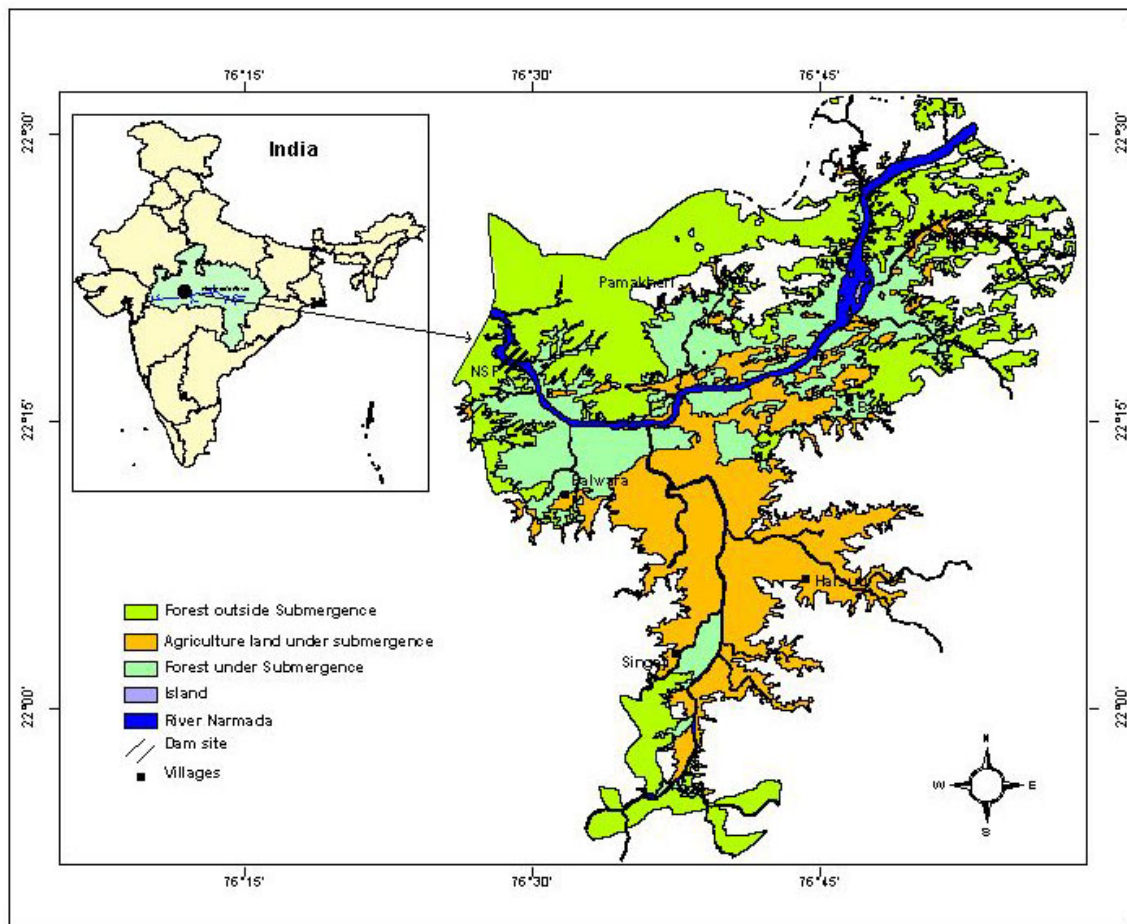 76°15'
76°30'
76°45'
22°30'
22°30'
India
Pamakheri
NSP
22°15'
22°15'
Balwara
Singaji
Forest outside Submergence
Agriculture land under submergence
Forest under Submergence
Island
River Narmada
Dam site
Villages
22°00'
22°00'
N
W
E
S
76°15'
76°30'
76°45'